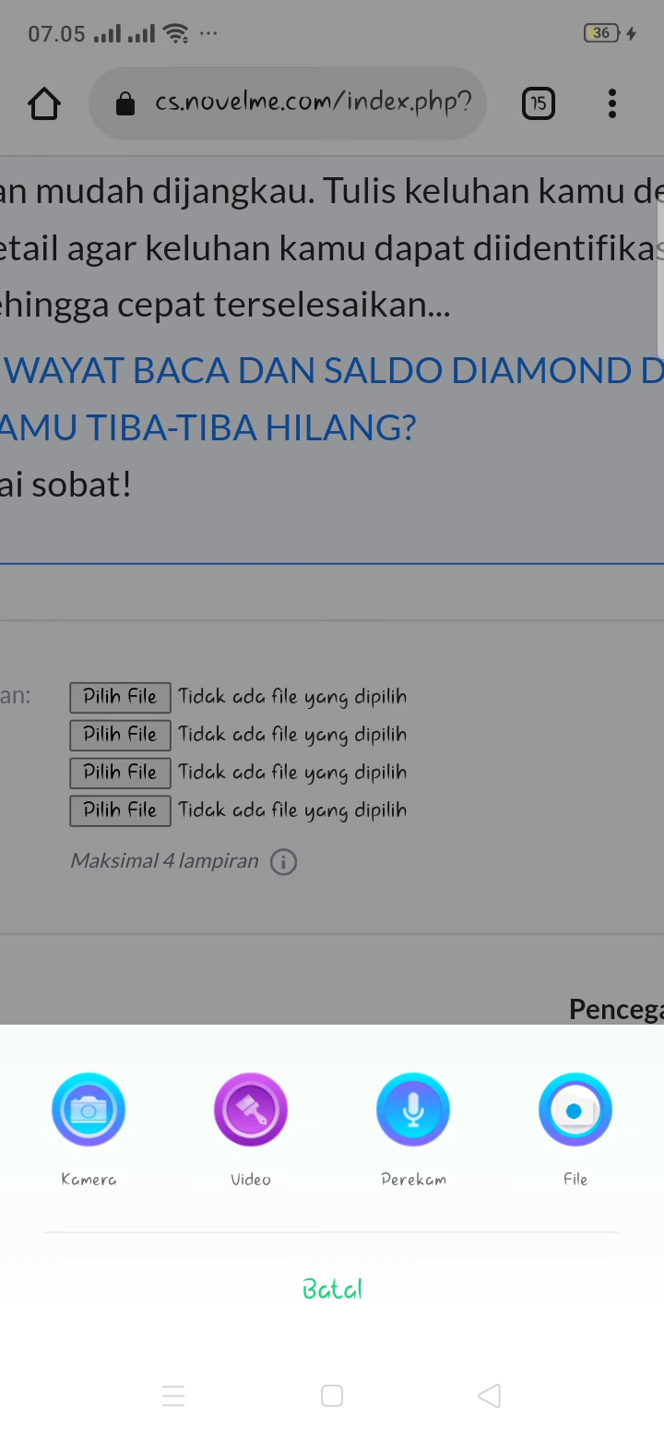 07.05
36
cs.novelme.com/index.php?
15
an mudah dijangkau. Tulis keluhan kamu de
etail agar keluhan kamu dapat diidentifikas
ehingga cepat terselesaikan...
WAYAT BACA DAN SALDO DIAMOND D
AMU TIBA-TIBA HILANG?
ai sobat!
an:
Pilih File Tidak ada file yang dipilih
Pilih File Tidak ada file yang dipilih
Pilih File Tidak ada file yang dipilih
Pilih File Tidak ada file yang dipilih
Maksimal 4 lampiran
Pencega
Kamera Video Perekam File
Batal